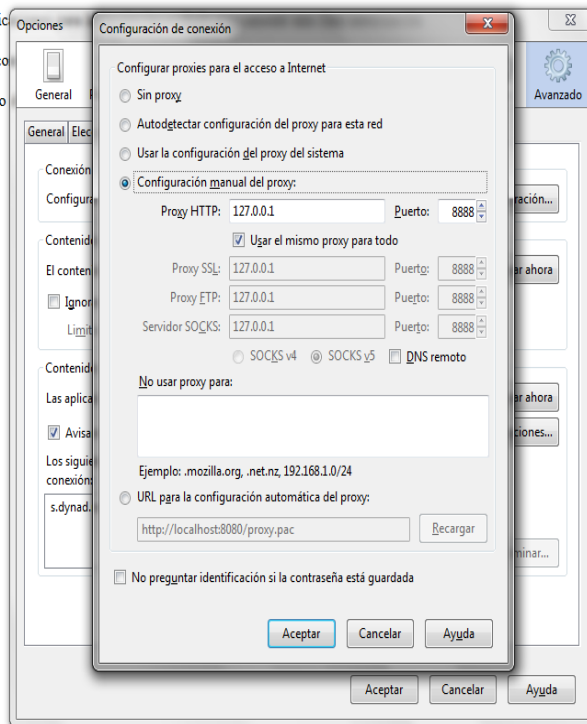 Opciones
Configuración de conexión
General
Avanzado
General
Configurar proxies para el acceso a Internet
Sin proxy
Autodetectar configuración del proxy para esta red
Usar la configuración del proxy del sistema
Configuración manual del proxy:
Proxy HTTP: 127.0.0.1 Puerto: 8888
Usar el mismo proxy para todo
Proxy SSL: 127.0.0.1 Puerto: 8888
Proxy FTP: 127.0.0.1 Puerto: 8888
Servidor SOCKS: 127.0.0.1 Puerto: 8888
SOCKS v4 SOCKS v5 DNS remoto
No usar proxy para:
Ejemplo: .mozilla.org, .net.nz, 192.168.1.0/24
URL para la configuración automática del proxy:
http://localhost:8080/proxy.pac Recargar
No preguntar identificación si la contraseña está guardada
Aceptar Cancelar Ayuda
Conexión
El conten
ar ahora
Las aplica
ar ahora
Avisa
ciones...
Los siguie
conexión:
s.dynad.
minar...
Aceptar Cancelar Ayuda